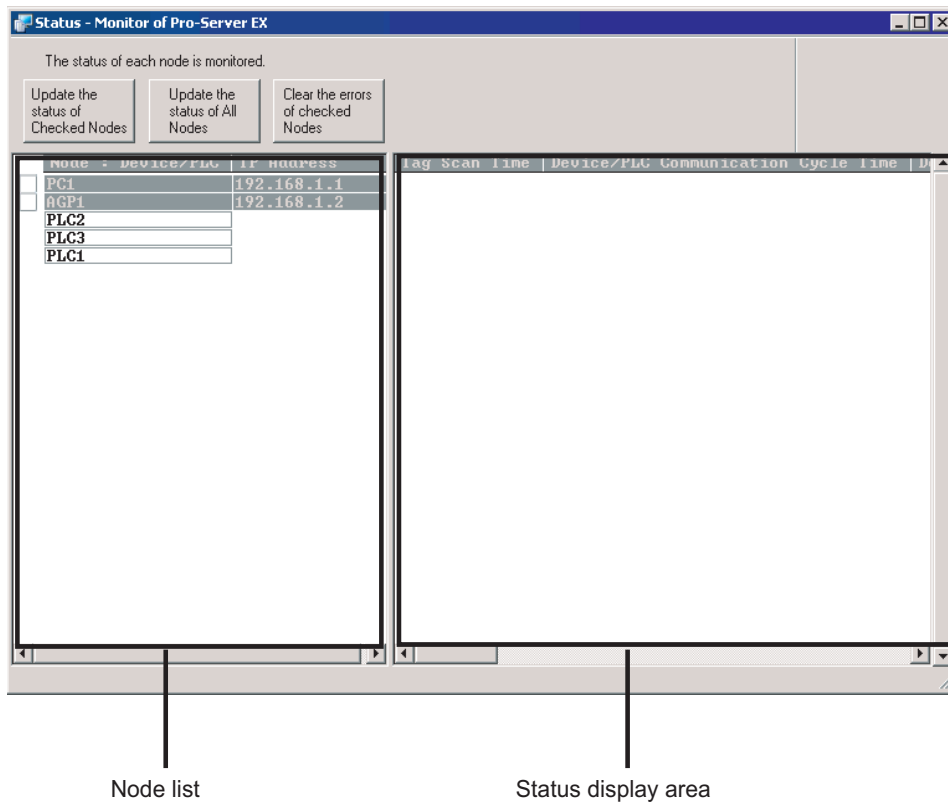 Status - Monitor of Pro-Server EX
The status of each node is monitored.
Update the status of Checked Nodes
Update the status of All Nodes
Clear the errors of checked Nodes
Node : Device/PLC IP Address
Tag Scan Time Device/PLC Communication Cycle Time
PC1 192.168.1.1
AGP1 192.168.1.2
PLC2
PLC3
PLC1
Node list
Status display area